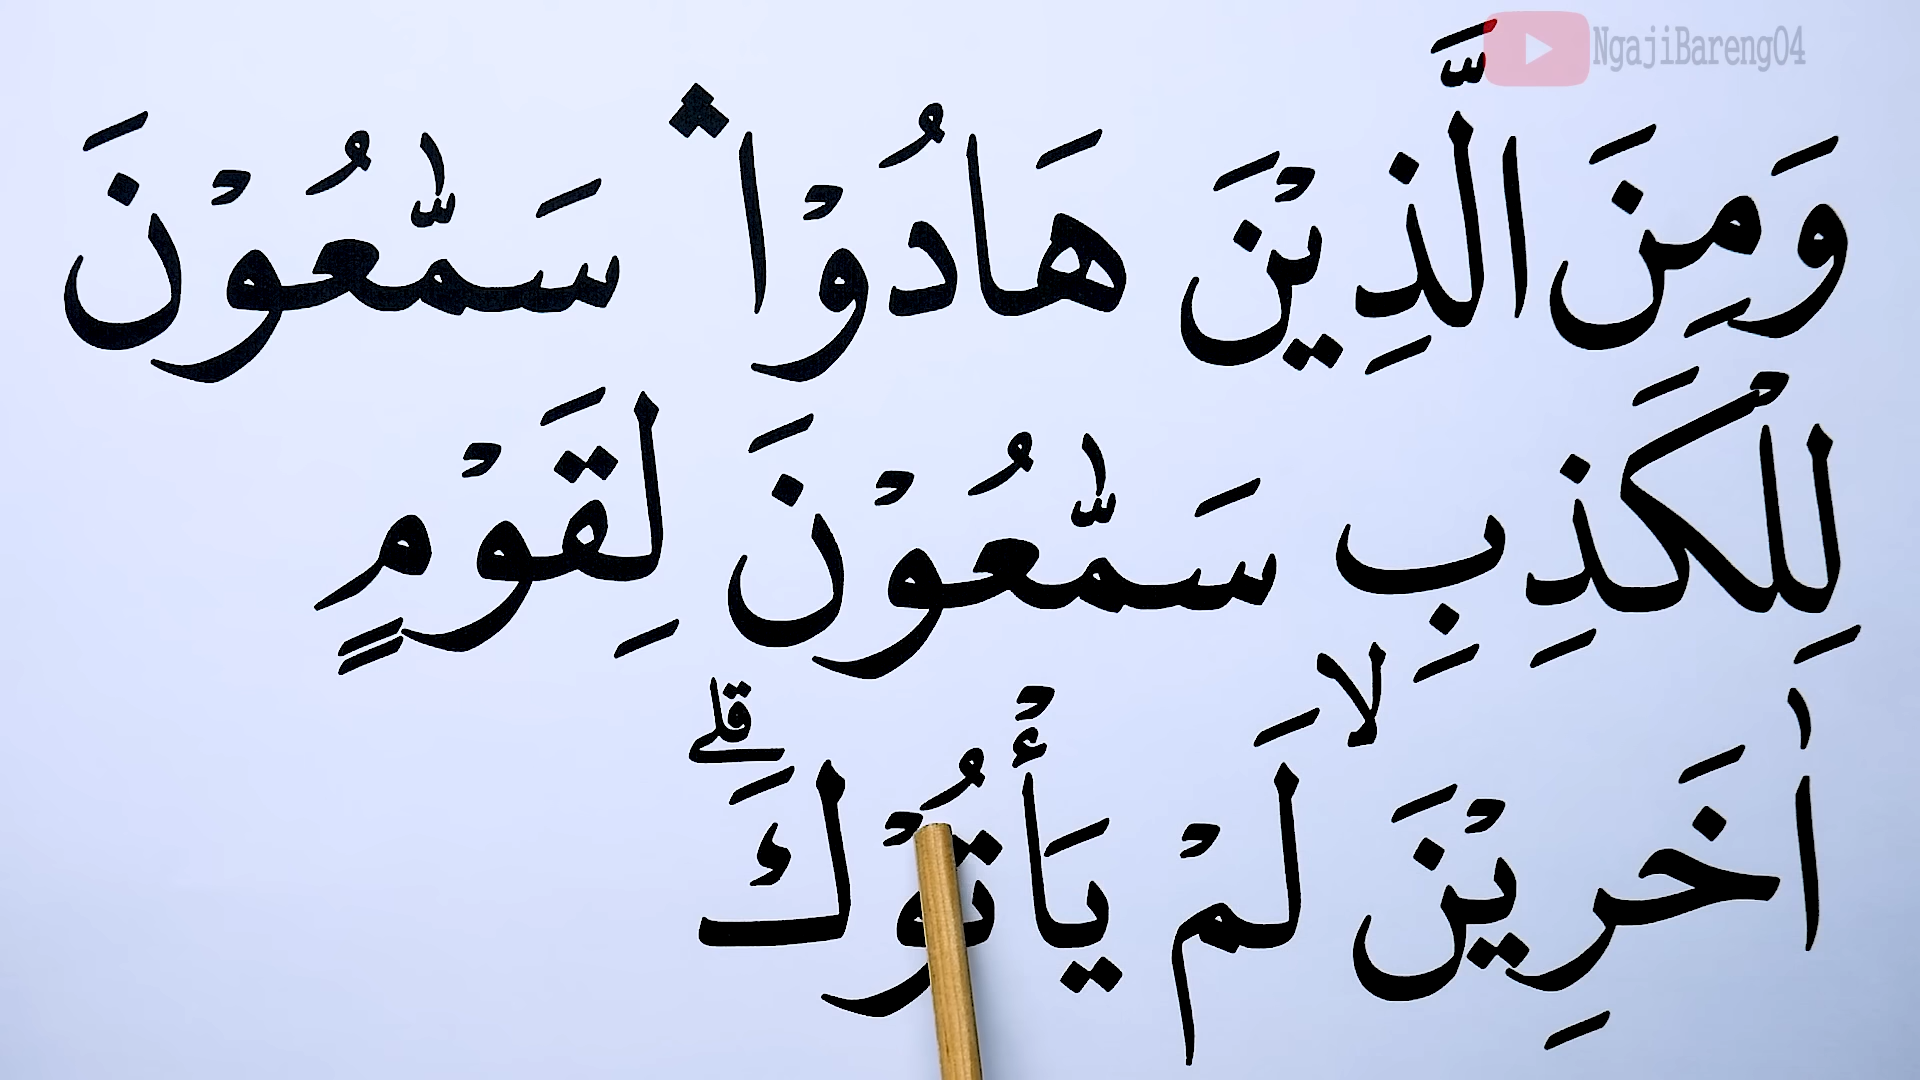 NgajiBareng04
وَمِنَ الَّذِيْنَ هَادُوْا ۛ سَمّٰعُوْنَ
لِلْكَذِبِ سَمّٰعُوْنَ لِقَوْمٍ
اٰخَرِيْنَۙ لَمْ يَأْتُوْكَ ۗ